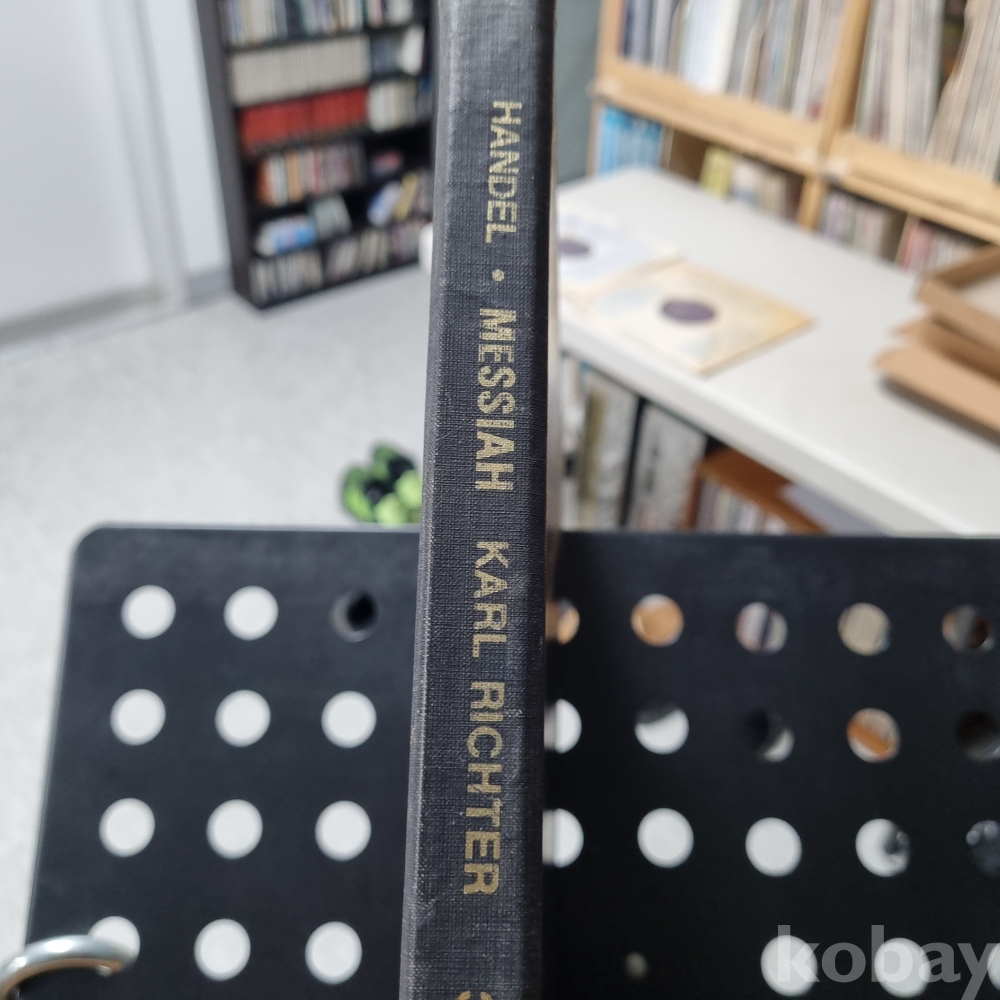 HANDEL • MESSIAH KARL RICHTER
kobay